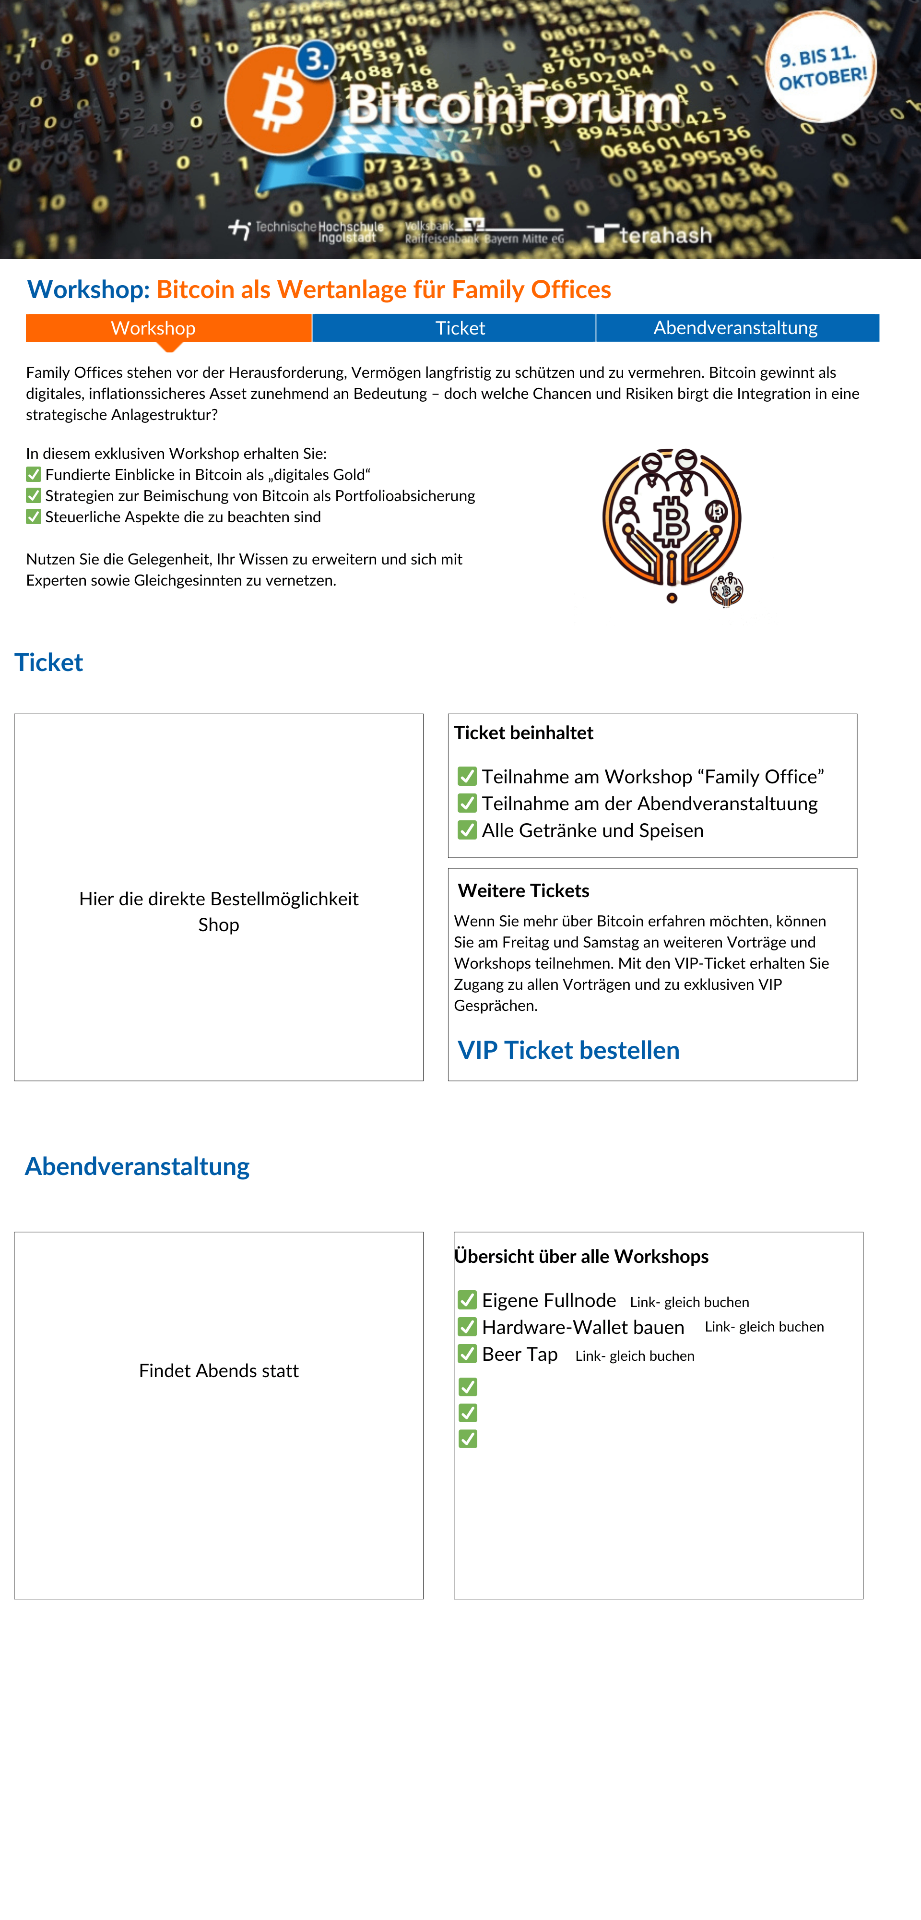 3.
BitcoinForum
9. BIS 11.
OKTOBER!
Technische Hochschule
Ingolstadt
Volksbank
Raiffeisenbank Bayern Mitte eG
terahash
Workshop: Bitcoin als Wertanlage für Family Offices
Workshop
Ticket
Abendveranstaltung
Family Offices stehen vor der Herausforderung, Vermögen langfristig zu schützen und zu vermehren. Bitcoin gewinnt als
digitales, inflationssicheres Asset zunehmend an Bedeutung – doch welche Chancen und Risiken birgt die Integration in eine
strategische Anlagestruktur?
In diesem exklusiven Workshop erhalten Sie:
✅ Fundierte Einblicke in Bitcoin als „digitales Gold“
✅ Strategien zur Beimischung von Bitcoin als Portfolioabsicherung
✅ Steuerliche Aspekte die zu beachten sind
Nutzen Sie die Gelegenheit, Ihr Wissen zu erweitern und sich mit
Experten sowie Gleichgesinnten zu vernetzen.
Ticket
Hier die direkte Bestellmöglichkeit
Shop
Ticket beinhaltet
✅ Teilnahme am Workshop “Family Office”
✅ Teilnahme am der Abendveranstaltuung
✅ Alle Getränke und Speisen
Weitere Tickets
Wenn Sie mehr über Bitcoin erfahren möchten, können
Sie am Freitag und Samstag an weiteren Vorträge und
Workshops teilnehmen. Mit den VIP-Ticket erhalten Sie
Zugang zu allen Vorträgen und zu exklusiven VIP
Gesprächen.
VIP Ticket bestellen
Abendveranstaltung
Findet Abends statt
Übersicht über alle Workshops
✅ Eigene Fullnode Link- gleich buchen
✅ Hardware-Wallet bauen Link- gleich buchen
✅ Beer Tap Link- gleich buchen
✅
✅
✅